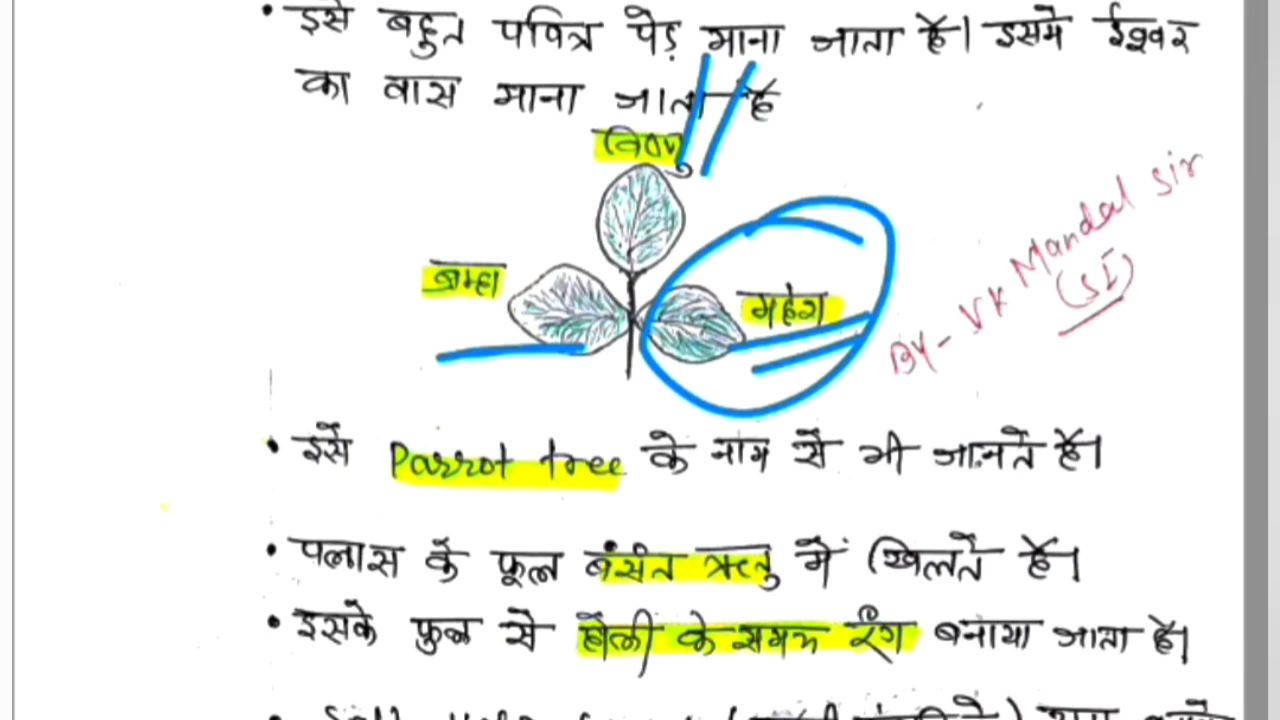 • इसे बहुत पवित्र पेड़ माना जाता है। इसमे ईश्वर
का वास माना जाता है
विष्णु
ब्रम्हा
महेश
BY- VK Mandal Sir
(SI)
• इसे Parrot tree के नाम से भी जानते है।
• पलास के फूल बंसंत ऋतु में खिलते है।
• इसके फुल से होली के समय रंग बनाया जाता है।